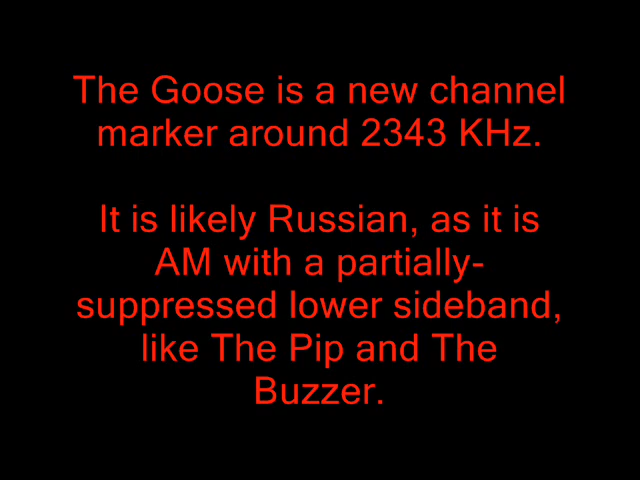 The Goose is a new channel
marker around 2343 KHz.
It is likely Russian, as it is
AM with a partially-
suppressed lower sideband,
like The Pip and The
Buzzer.